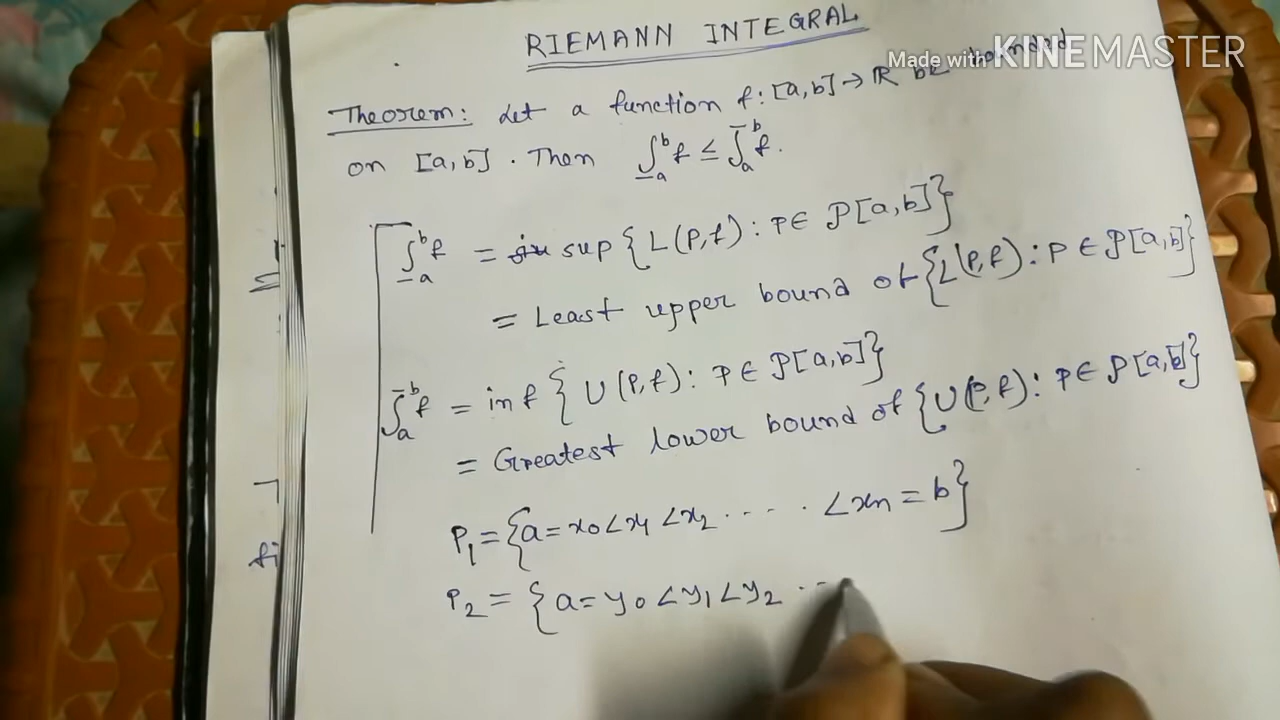 RIEMANN INTEGRAL
Made with KINEMASTER
Theorem: Let a function f: [a,b] → ℝ be bounded
on [a,b]. Then ∫̲ₐᵇ f ≤ ∫̅ₐᵇ f.
∫̲ₐᵇ f = sup {L(P,f): P ∈ P[a,b]}
= Least upper bound of {L(P,f): P ∈ P[a,b]}
∫̅ₐᵇ f = inf {U(P,f): P ∈ P[a,b]}
= Greatest lower bound of {U(P,f): P ∈ P[a,b]}
P₁ = {a = x₀ < x₁ < x₂ . . . . < xn = b}
P₂ = {a = y₀ < y₁ < y₂ . . .